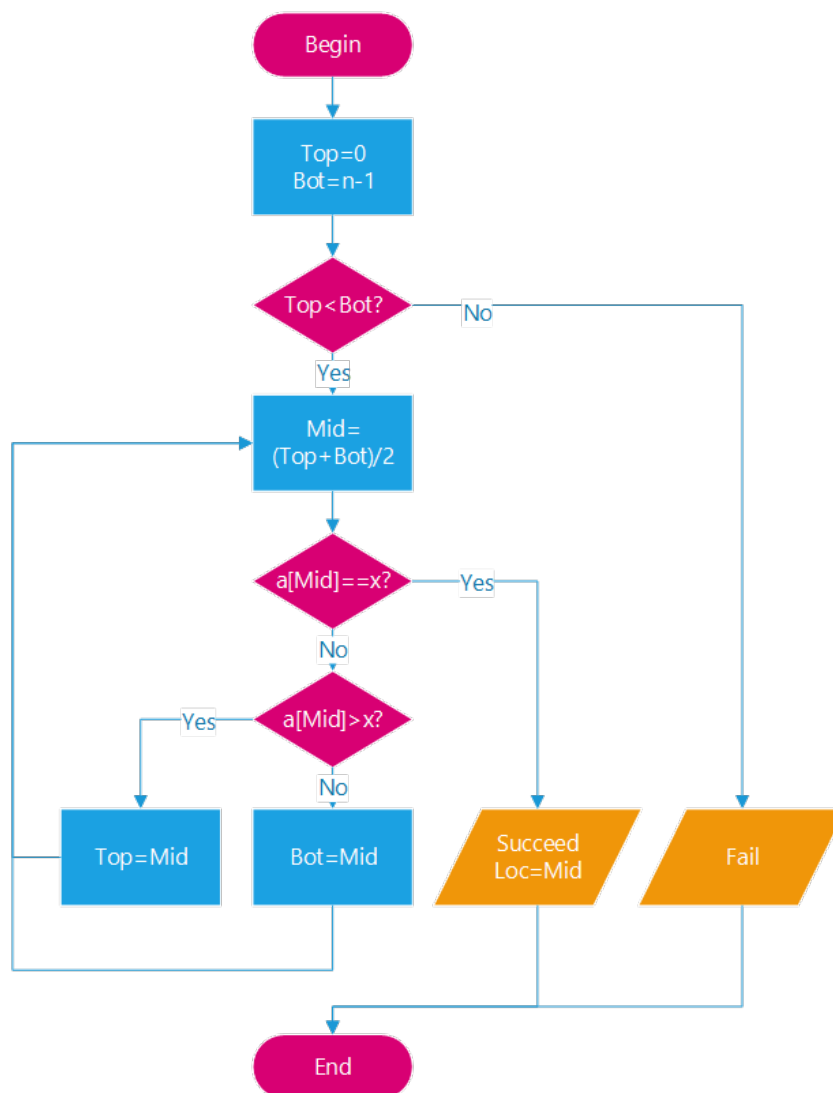 Begin
Top=0
Bot=n-1
Top<Bot?
No
Yes
Mid=
(Top+Bot)/2
a[Mid]==x?
Yes
No
a[Mid]>x?
Yes
No
Top=Mid
Bot=Mid
Succeed
Loc=Mid
Fail
End